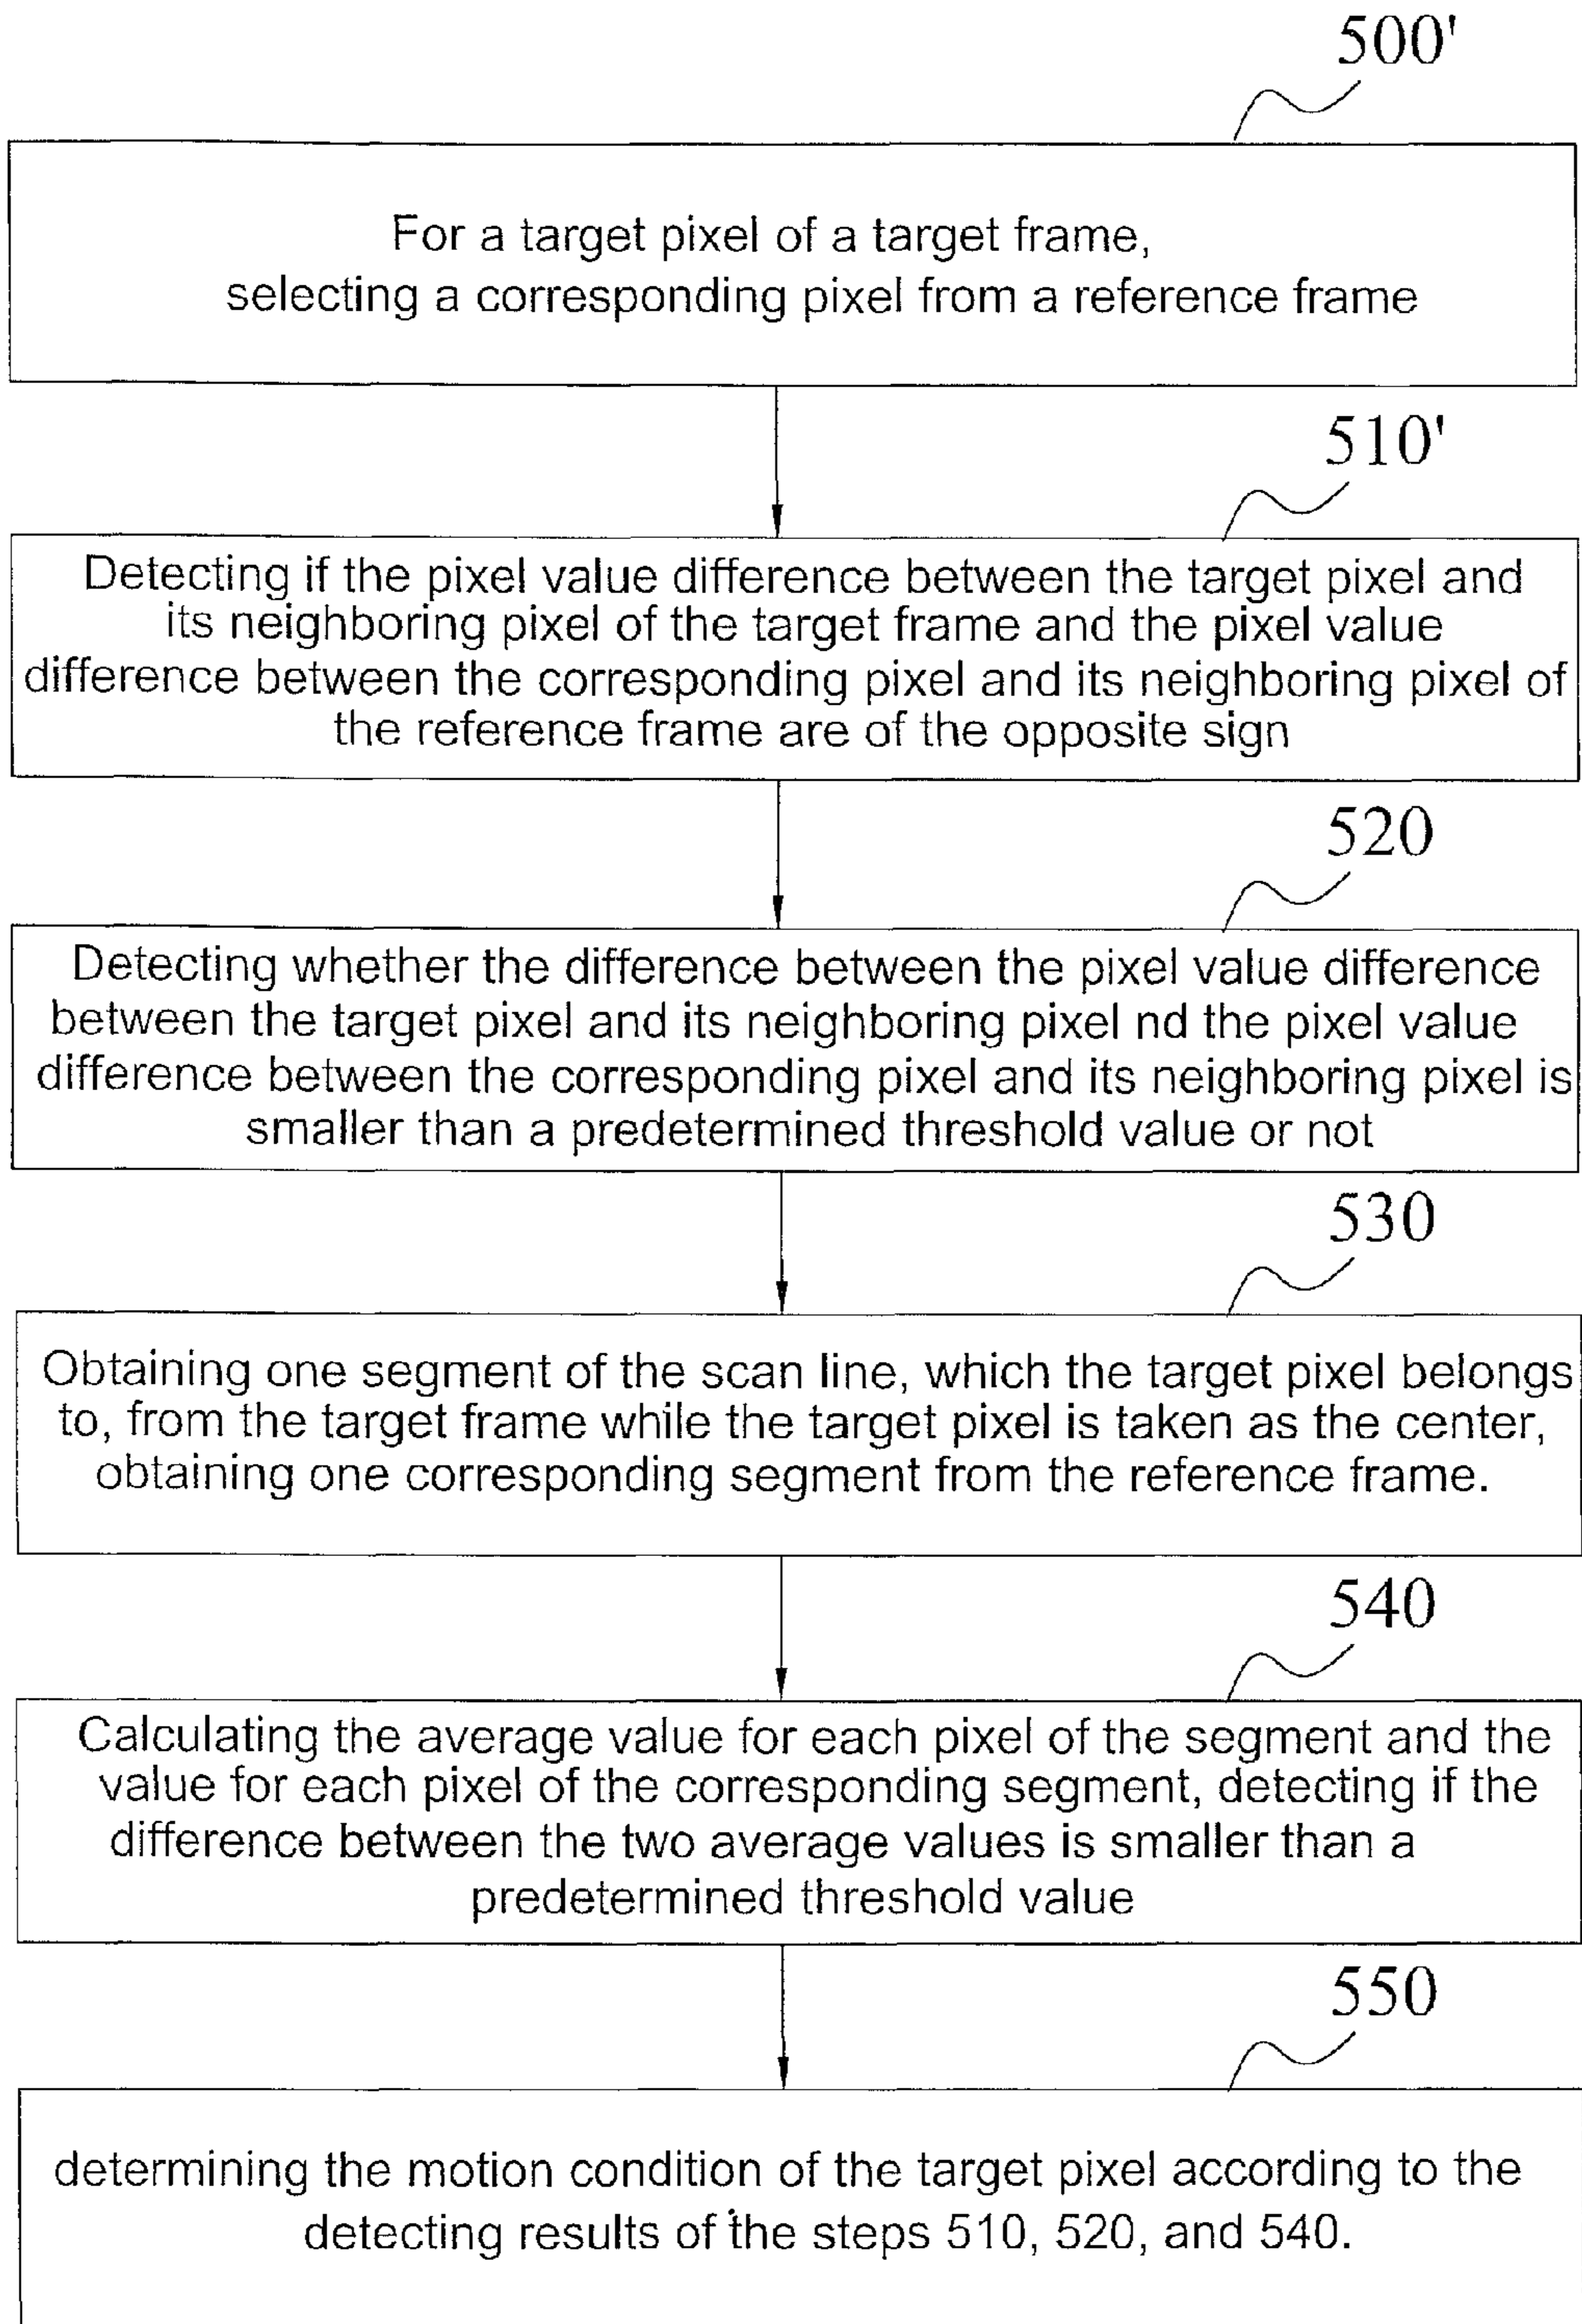 500'
For a target pixel of a target frame,
selecting a corresponding pixel from a reference frame
510'
Detecting if the pixel value difference between the target pixel and
its neighboring pixel of the target frame and the pixel value
difference between the corresponding pixel and its neighboring pixel of
the reference frame are of the opposite sign
520
Detecting whether the difference between the pixel value difference
between the target pixel and its neighboring pixel nd the pixel value
difference between the corresponding pixel and its neighboring pixel is
smaller than a predetermined threshold value or not
530
Obtaining one segment of the scan line, which the target pixel belongs
to, from the target frame while the target pixel is taken as the center,
obtaining one corresponding segment from the reference frame.
540
Calculating the average value for each pixel of the segment and the
value for each pixel of the corresponding segment, detecting if the
difference between the two average values is smaller than a
predetermined threshold value
550
determining the motion condition of the target pixel according to the
detecting results of the steps 510, 520, and 540.